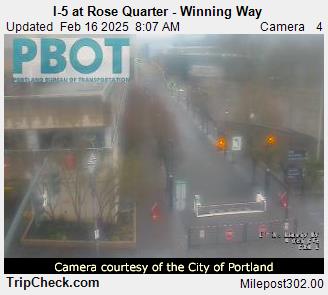 I-5 at Rose Quarter - Winning Way
Updated  Feb 16 2025  8:07 AM  Camera  4
PBOT
PORTLAND BUREAU OF TRANSPORTATION
Camera courtesy of the City of Portland
TripCheck.com  Milepost302.00